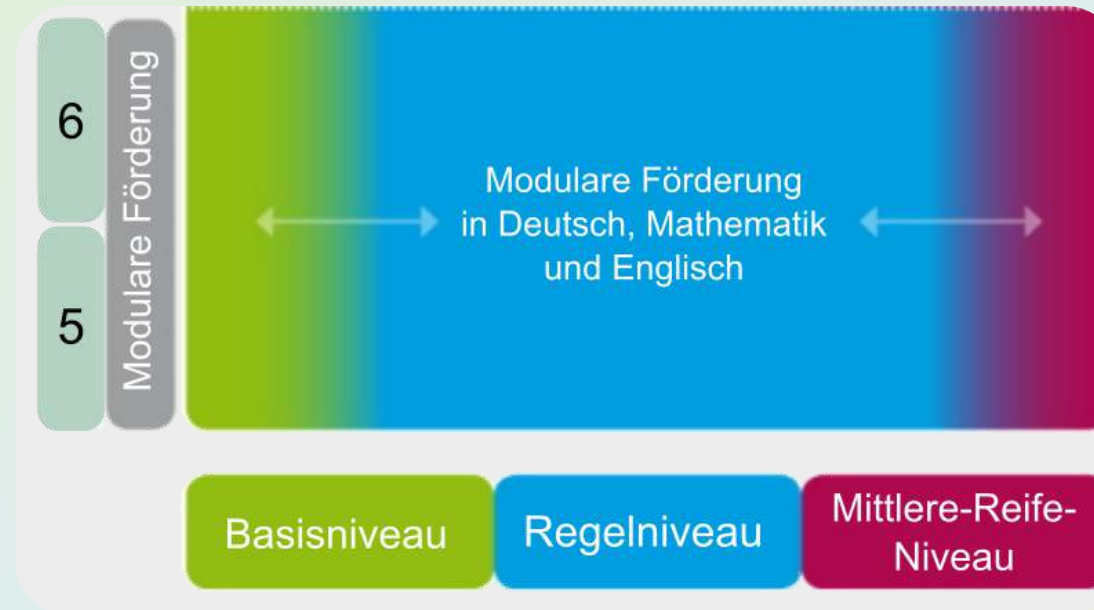 6
5
Modulare Förderung
Modulare Förderung
in Deutsch, Mathematik
und Englisch
Basisniveau
Regelniveau
Mittlere-Reife-
Niveau